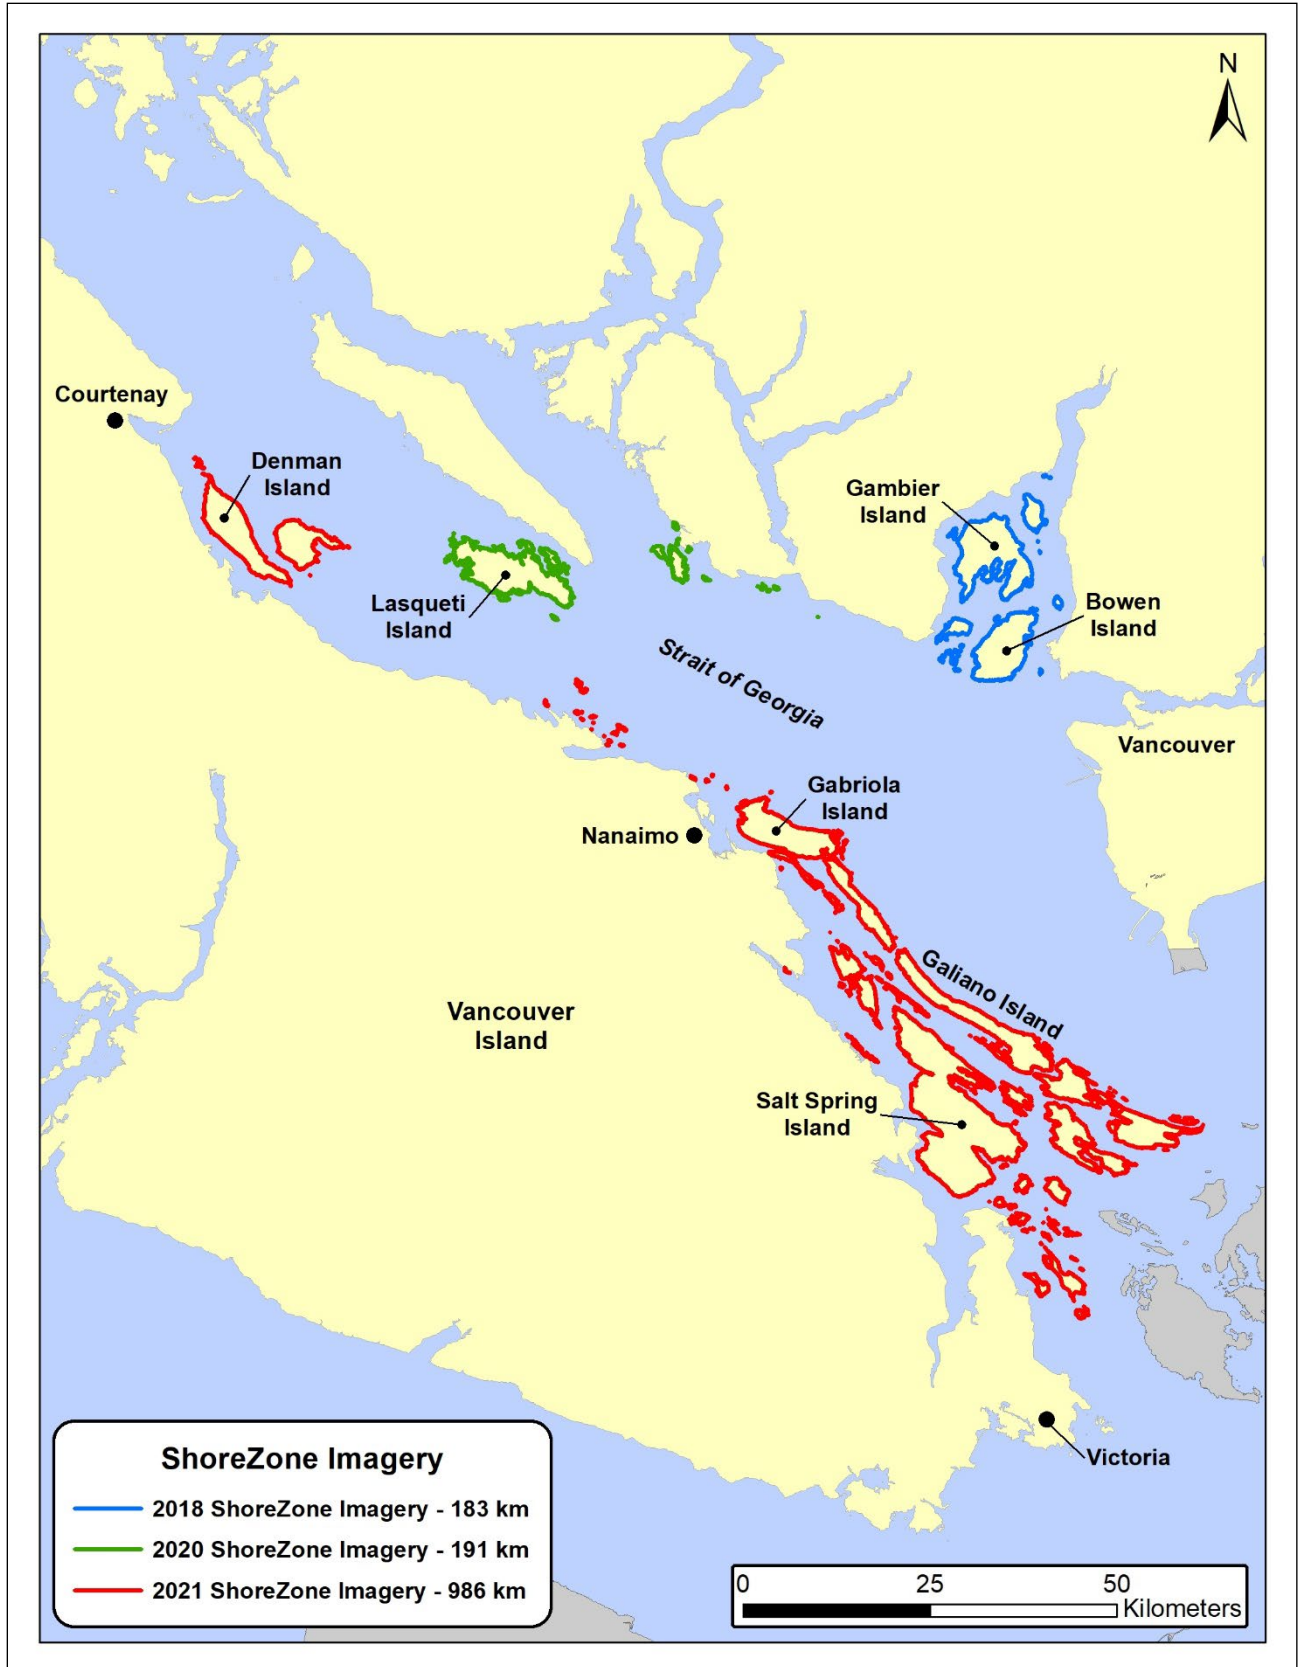 N
Courtenay
Denman
Island
Gambier
Island
Lasqueti
Island
Bowen
Island
Strait of Georgia
Vancouver
Gabriola
Island
Nanaimo
Galiano Island
Vancouver
Island
Salt Spring
Island
Victoria
ShoreZone Imagery
2018 ShoreZone Imagery - 183 km
2020 ShoreZone Imagery - 191 km
2021 ShoreZone Imagery - 986 km
0 25 50
Kilometers